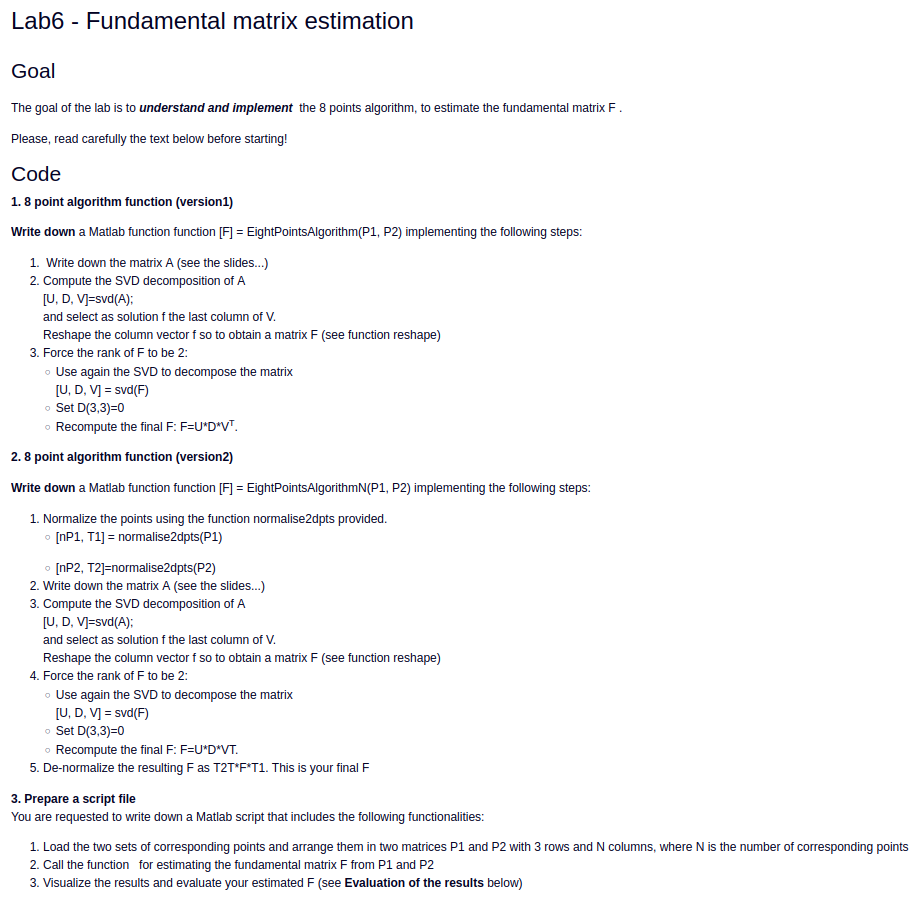 Lab6 - Fundamental matrix estimation
Goal
The goal of the lab is to understand and implement the 8 points algorithm, to estimate the fundamental matrix F .
Please, read carefully the text below before starting!
Code
1. 8 point algorithm function (version1)
Write down a Matlab function function [F] = EightPointsAlgorithm(P1, P2) implementing the following steps:
1. Write down the matrix A (see the slides...)
2. Compute the SVD decomposition of A
[U, D, V]=svd(A);
and select as solution f the last column of V.
Reshape the column vector f so to obtain a matrix F (see function reshape)
3. Force the rank of F to be 2:
○ Use again the SVD to decompose the matrix
[U, D, V] = svd(F)
○ Set D(3,3)=0
○ Recompute the final F: F=U*D*V^T.
2. 8 point algorithm function (version2)
Write down a Matlab function function [F] = EightPointsAlgorithmN(P1, P2) implementing the following steps:
1. Normalize the points using the function normalise2dpts provided.
○ [nP1, T1] = normalise2dpts(P1)
○ [nP2, T2]=normalise2dpts(P2)
2. Write down the matrix A (see the slides...)
3. Compute the SVD decomposition of A
[U, D, V]=svd(A);
and select as solution f the last column of V.
Reshape the column vector f so to obtain a matrix F (see function reshape)
4. Force the rank of F to be 2:
○ Use again the SVD to decompose the matrix
[U, D, V] = svd(F)
○ Set D(3,3)=0
○ Recompute the final F: F=U*D*VT.
5. De-normalize the resulting F as T2T*F*T1. This is your final F
3. Prepare a script file
You are requested to write down a Matlab script that includes the following functionalities:
1. Load the two sets of corresponding points and arrange them in two matrices P1 and P2 with 3 rows and N columns, where N is the number of corresponding points
2. Call the function for estimating the fundamental matrix F from P1 and P2
3. Visualize the results and evaluate your estimated F (see Evaluation of the results below)